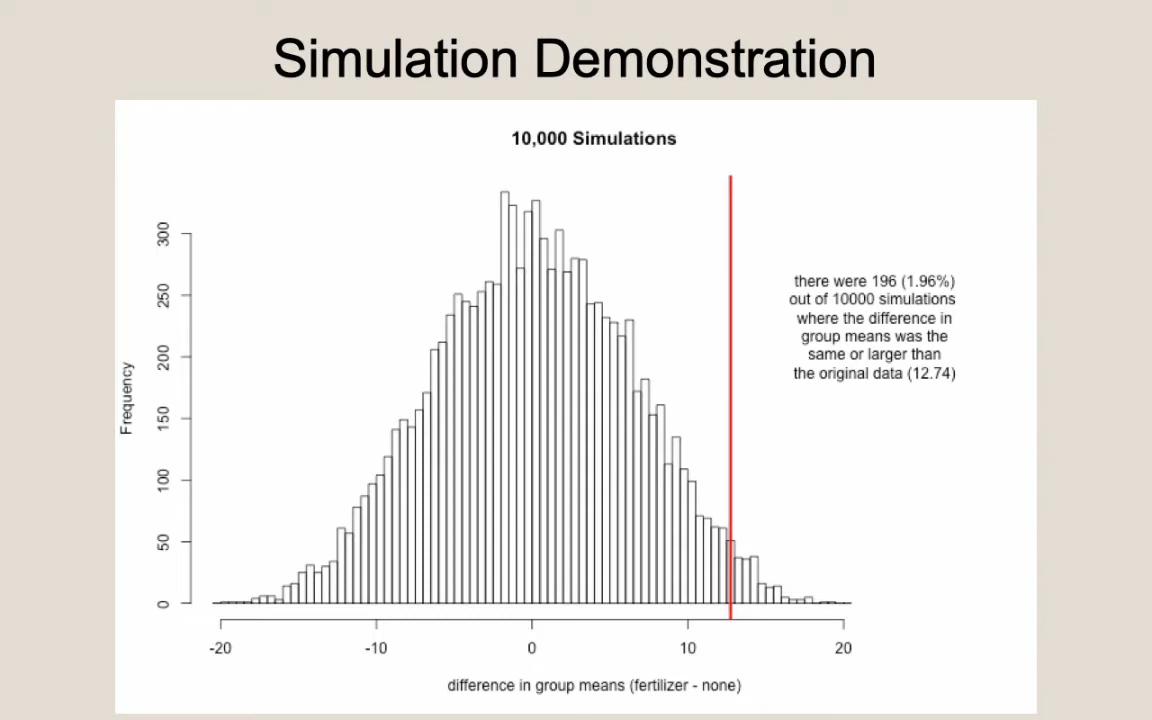 Simulation Demonstration
10,000 Simulations
Frequency
300
250
200
150
100
50
0
there were 196 (1.96%)
out of 10000 simulations
where the difference in
group means was the
same or larger than
the original data (12.74)
-20 -10 0 10 20
difference in group means (fertilizer - none)